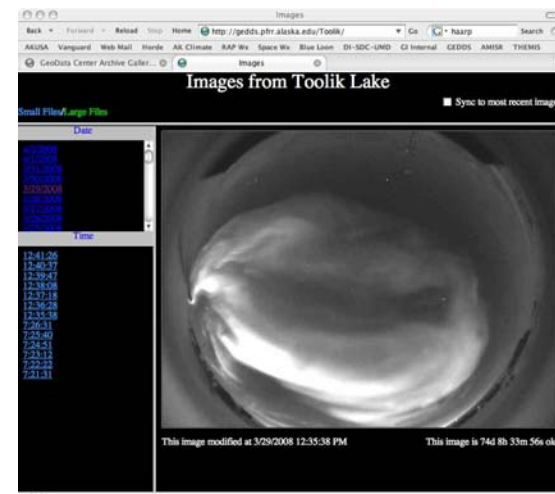 Images
Back Forward Reload Stop Home http://gedds.pfrr.alaska.edu/Toolik/ Go haarp Search
AKUSA Vanguard Web Mail Horde AK Climate RAP Wx Space Wx Blue Loon DI-SDC-UMD GI Internal GEDDS AMISR THEMIS
GeoData Center Archive Galler... Images
Images from Toolik Lake
Sync to most recent image
Small Files/Large Files
Date
3/29/2008
Time
12:41:26
12:40:37
12:39:47
12:38:08
12:37:18
12:36:28
12:35:38
7:26:31
7:25:40
7:24:51
7:23:12
7:22:22
7:21:31
This image modified at 3/29/2008 12:35:38 PM
This image is 74d 8h 33m 56s old